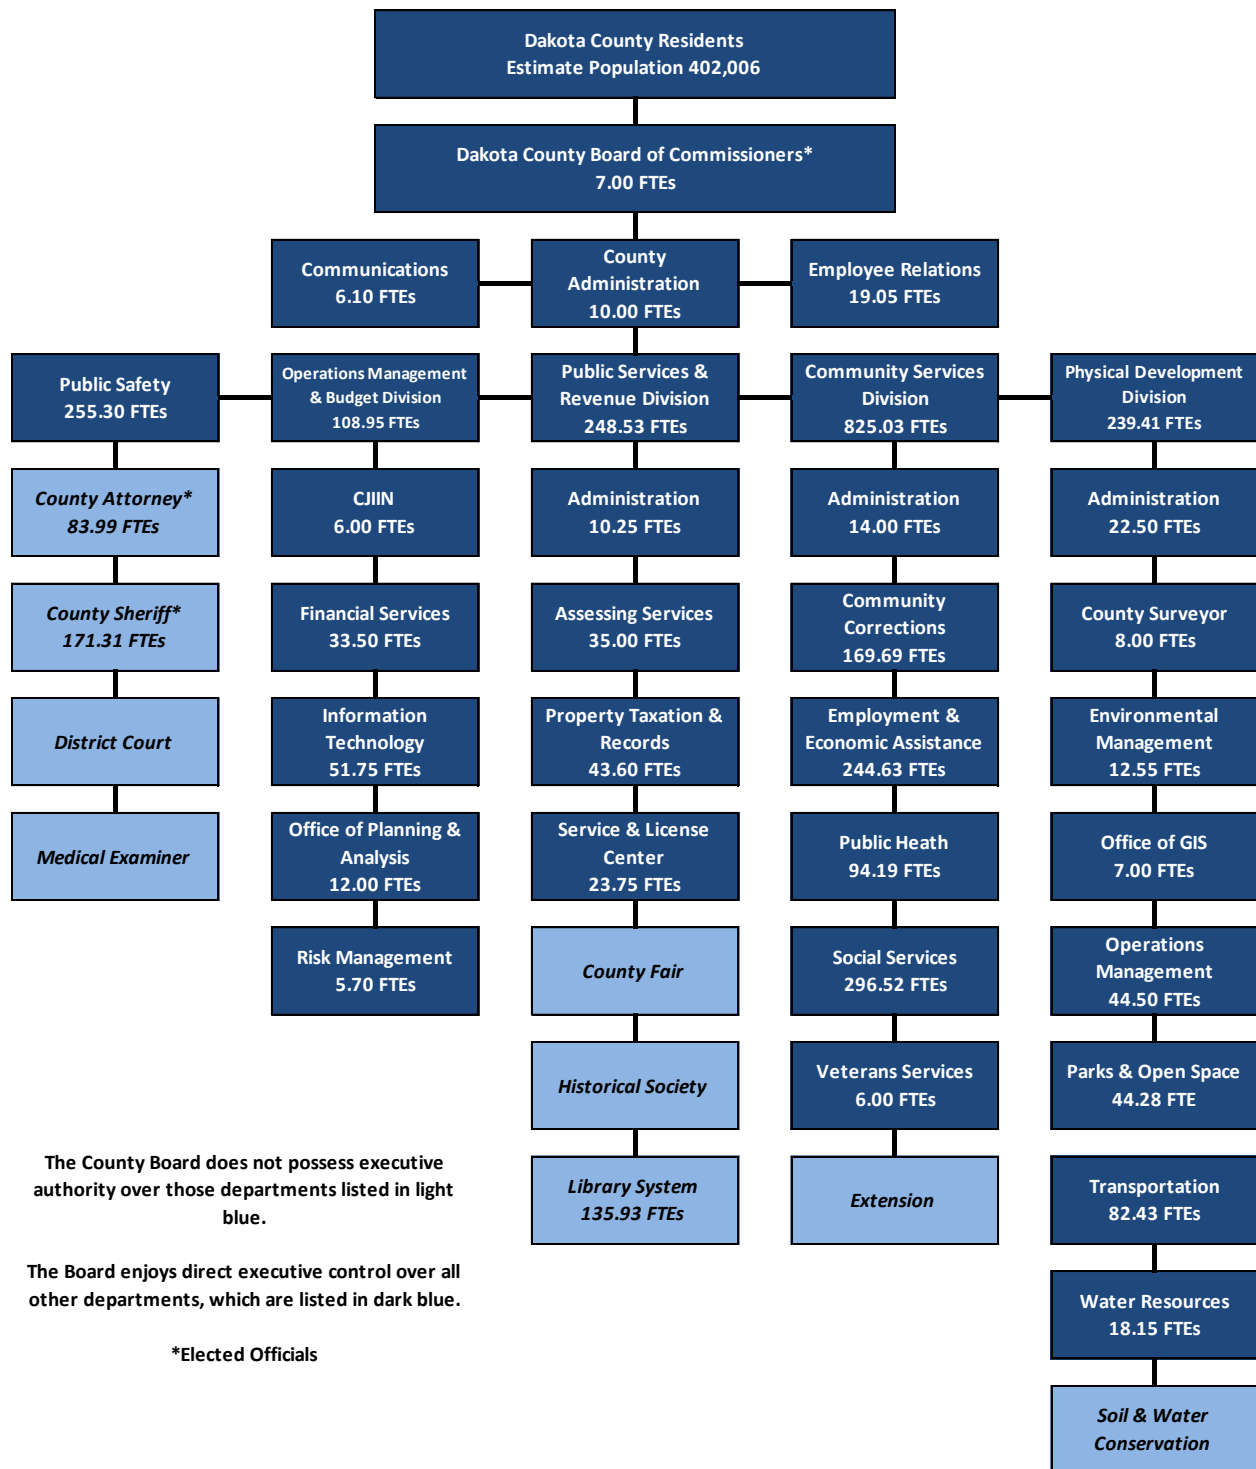 Dakota County Residents
Estimate Population 402,006
Dakota County Board of Commissioners*
7.00 FTEs
Communications
6.10 FTEs
County
Administration
10.00 FTEs
Employee Relations
19.05 FTEs
Public Safety
255.30 FTEs
Operations Management
& Budget Division
108.95 FTEs
Public Services &
Revenue Division
248.53 FTEs
Community Services
Division
825.03 FTEs
Physical Development
Division
239.41 FTEs
County Attorney*
83.99 FTEs
CJIIN
6.00 FTEs
Administration
10.25 FTEs
Administration
14.00 FTEs
Administration
22.50 FTEs
County Sheriff*
171.31 FTEs
Financial Services
33.50 FTEs
Assessing Services
35.00 FTEs
Community
Corrections
169.69 FTEs
County Surveyor
8.00 FTEs
District Court
Information
Technology
51.75 FTEs
Property Taxation &
Records
43.60 FTEs
Employment &
Economic Assistance
244.63 FTEs
Environmental
Management
12.55 FTEs
Medical Examiner
Office of Planning &
Analysis
12.00 FTEs
Service & License
Center
23.75 FTEs
Public Heath
94.19 FTEs
Office of GIS
7.00 FTEs
Risk Management
5.70 FTEs
County Fair
Social Services
296.52 FTEs
Operations
Management
44.50 FTEs
Historical Society
Veterans Services
6.00 FTEs
Parks & Open Space
44.28 FTE
Library System
135.93 FTEs
Extension
Transportation
82.43 FTEs
Water Resources
18.15 FTEs
Soil & Water
Conservation
The County Board does not possess executive
authority over those departments listed in light
blue.
The Board enjoys direct executive control over all
other departments, which are listed in dark blue.
*Elected Officials